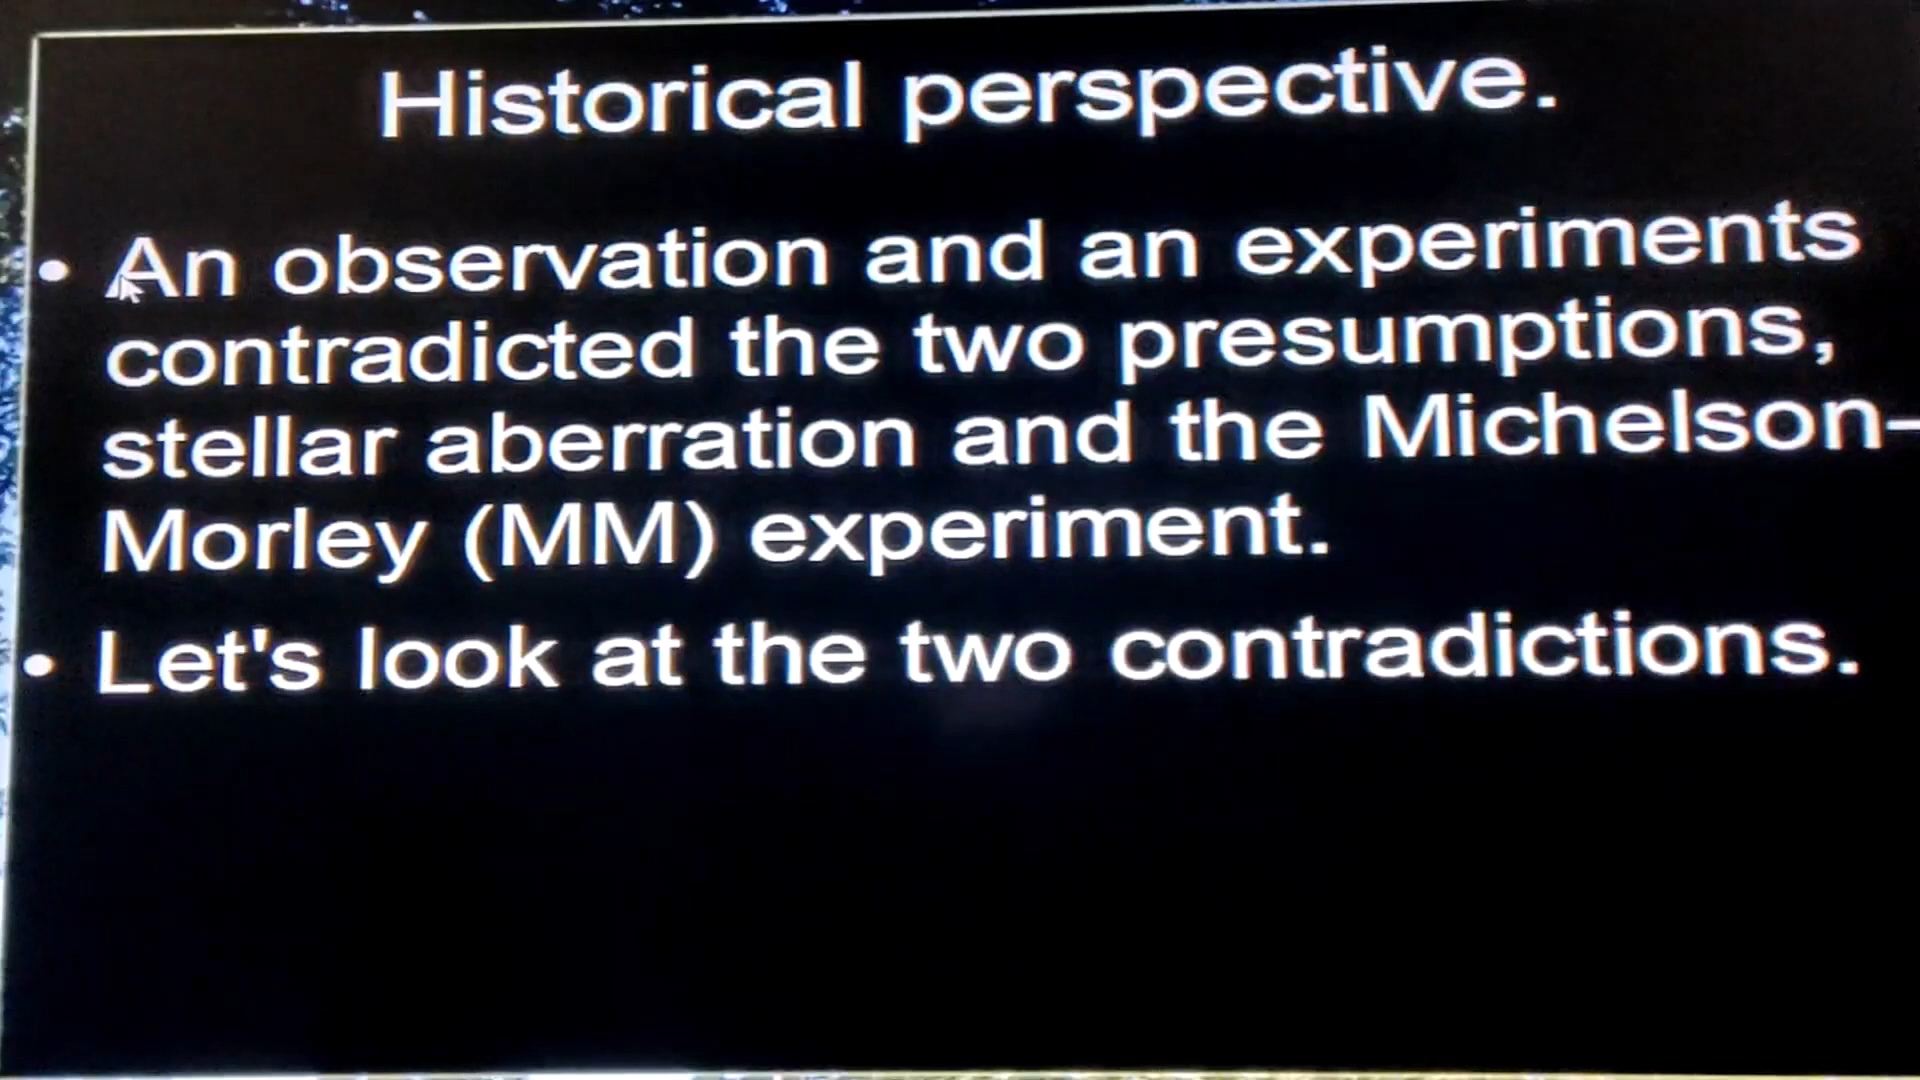 Historical perspective.
• An observation and an experiments
contradicted the two presumptions,
stellar aberration and the Michelson–
Morley (MM) experiment.
• Let's look at the two contradictions.